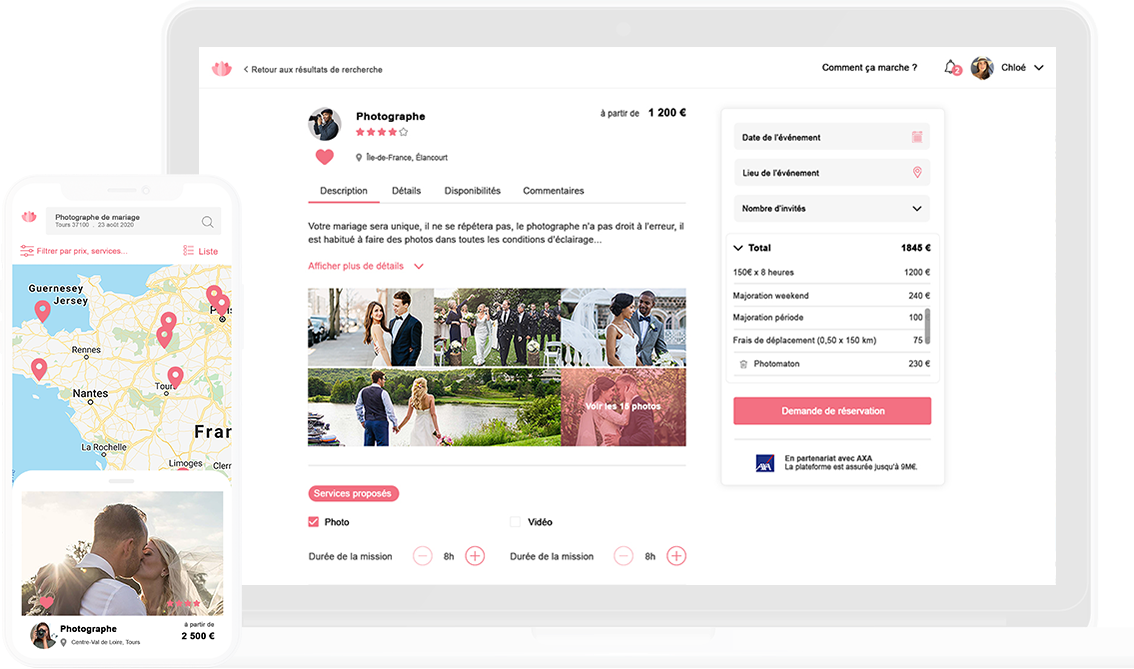 Retour aux résultats de rercherche
Comment ça marche ?
2
Chloé
Photographe
à partir de 1 200 €
Île-de-France, Élancourt
Description
Détails
Disponibilités
Commentaires
Votre mariage sera unique, il ne se répétera pas, le photographe n'a pas droit à l'erreur, il
est habitué à faire des photos dans toutes les conditions d'éclairage...
Afficher plus de détails
Voir les 16 photos
Services proposés
Photo
Vidéo
Durée de la mission
8h
Durée de la mission
8h
Date de l'événement
Lieu de l'événement
Nombre d'invités
Total 1845 €
150€ x 8 heures 1200 €
Majoration weekend 240 €
Majoration période 100
Frais de déplacement (0,50 x 150 km) 75
Photomaton 230 €
Demande de réservation
AXA
En partenariat avec AXA
La plateforme est assurée jusqu'à 9M€.
Photographe de mariage
Tours 37100 . 23 août 2020
Filtrer par prix, services...
Liste
Guernesey
Jersey
Rennes
Nantes
Tours
La Rochelle
Fran
Limoges
Clerm
Photographe
Centre-Val de Loire, Tours
à partir de
2 500 €